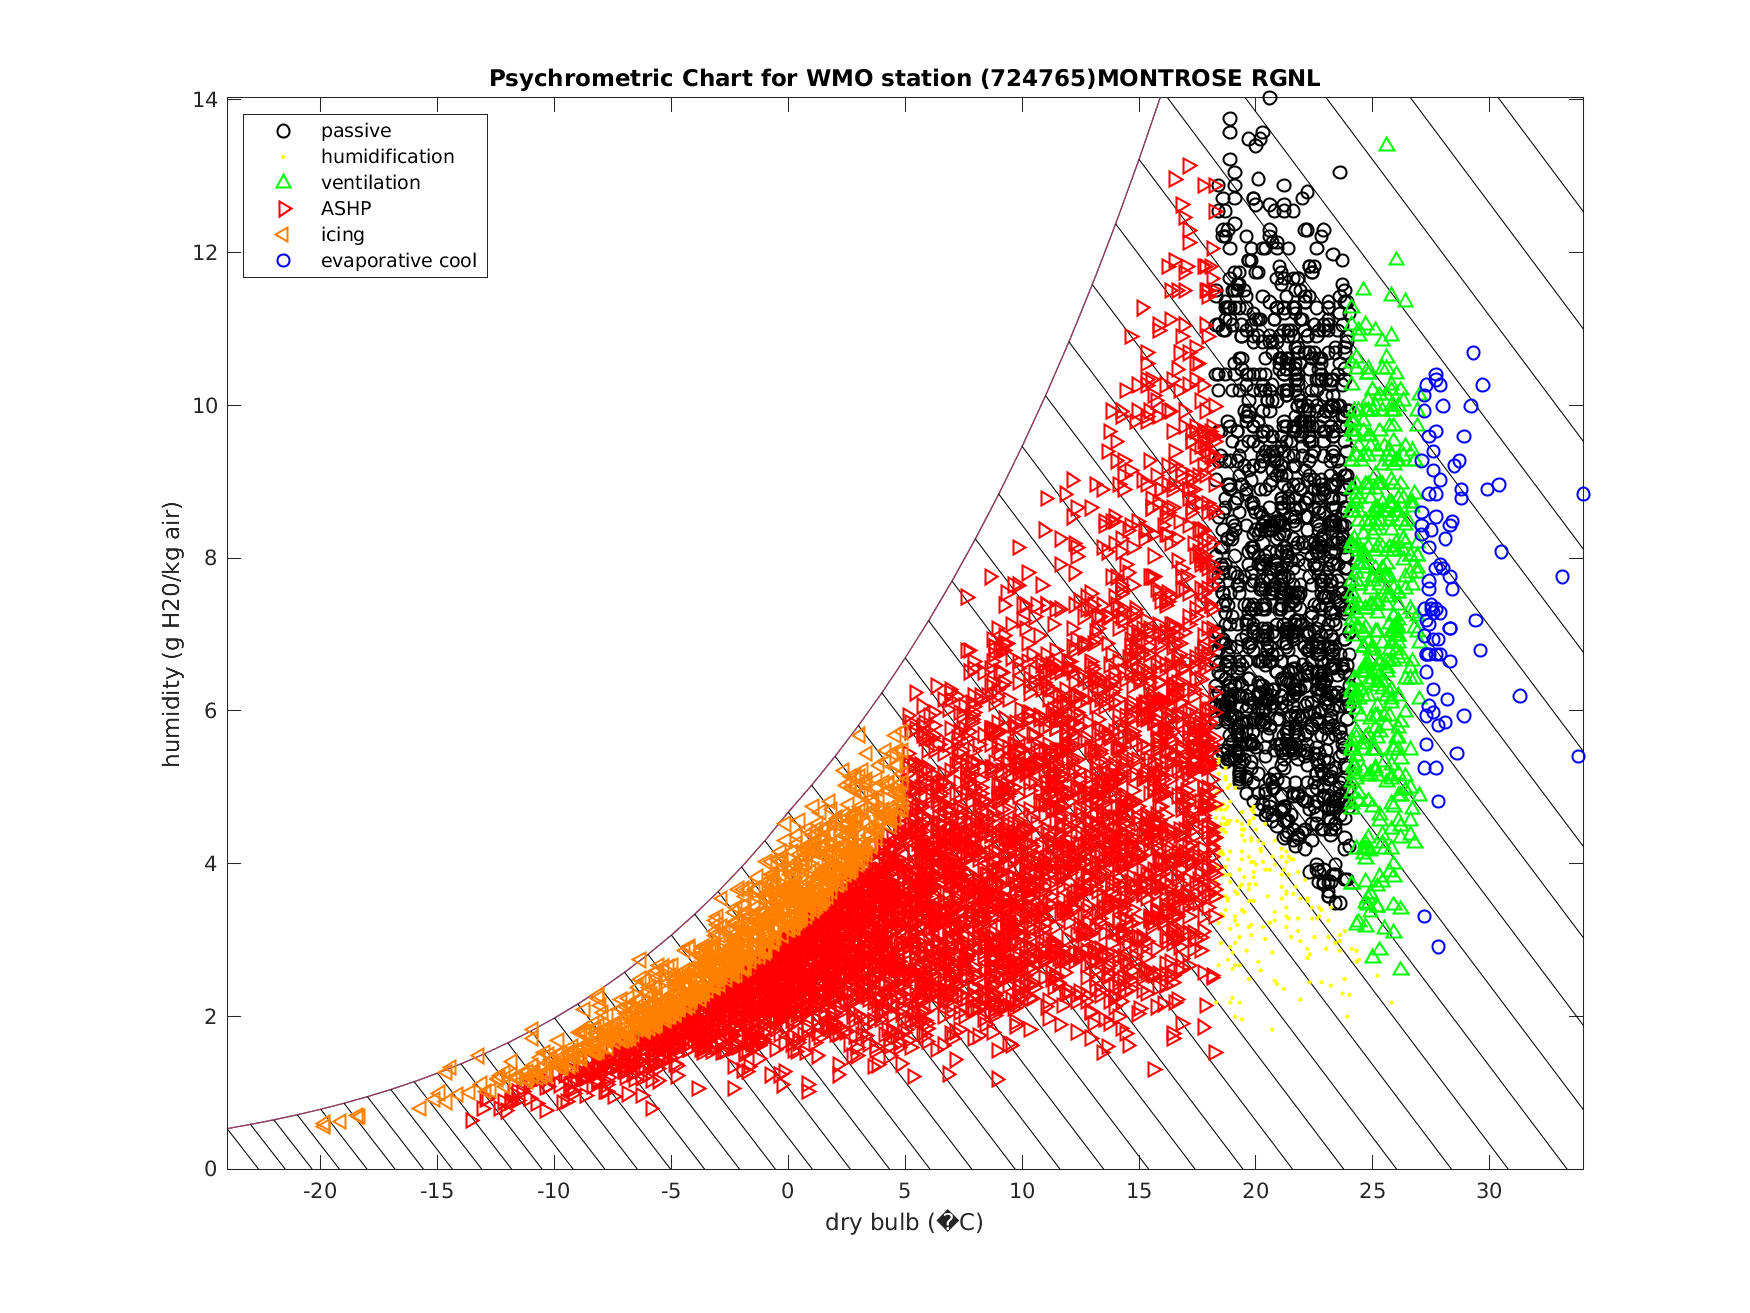 Psychrometric Chart for WMO station (724765)MONTROSE RGNL
passive
humidification
ventilation
ASHP
icing
evaporative cool
humidity (g H20/kg air)
14
12
10
8
6
4
2
0
-20 -15 -10 -5 0 5 10 15 20 25 30
dry bulb (�C)